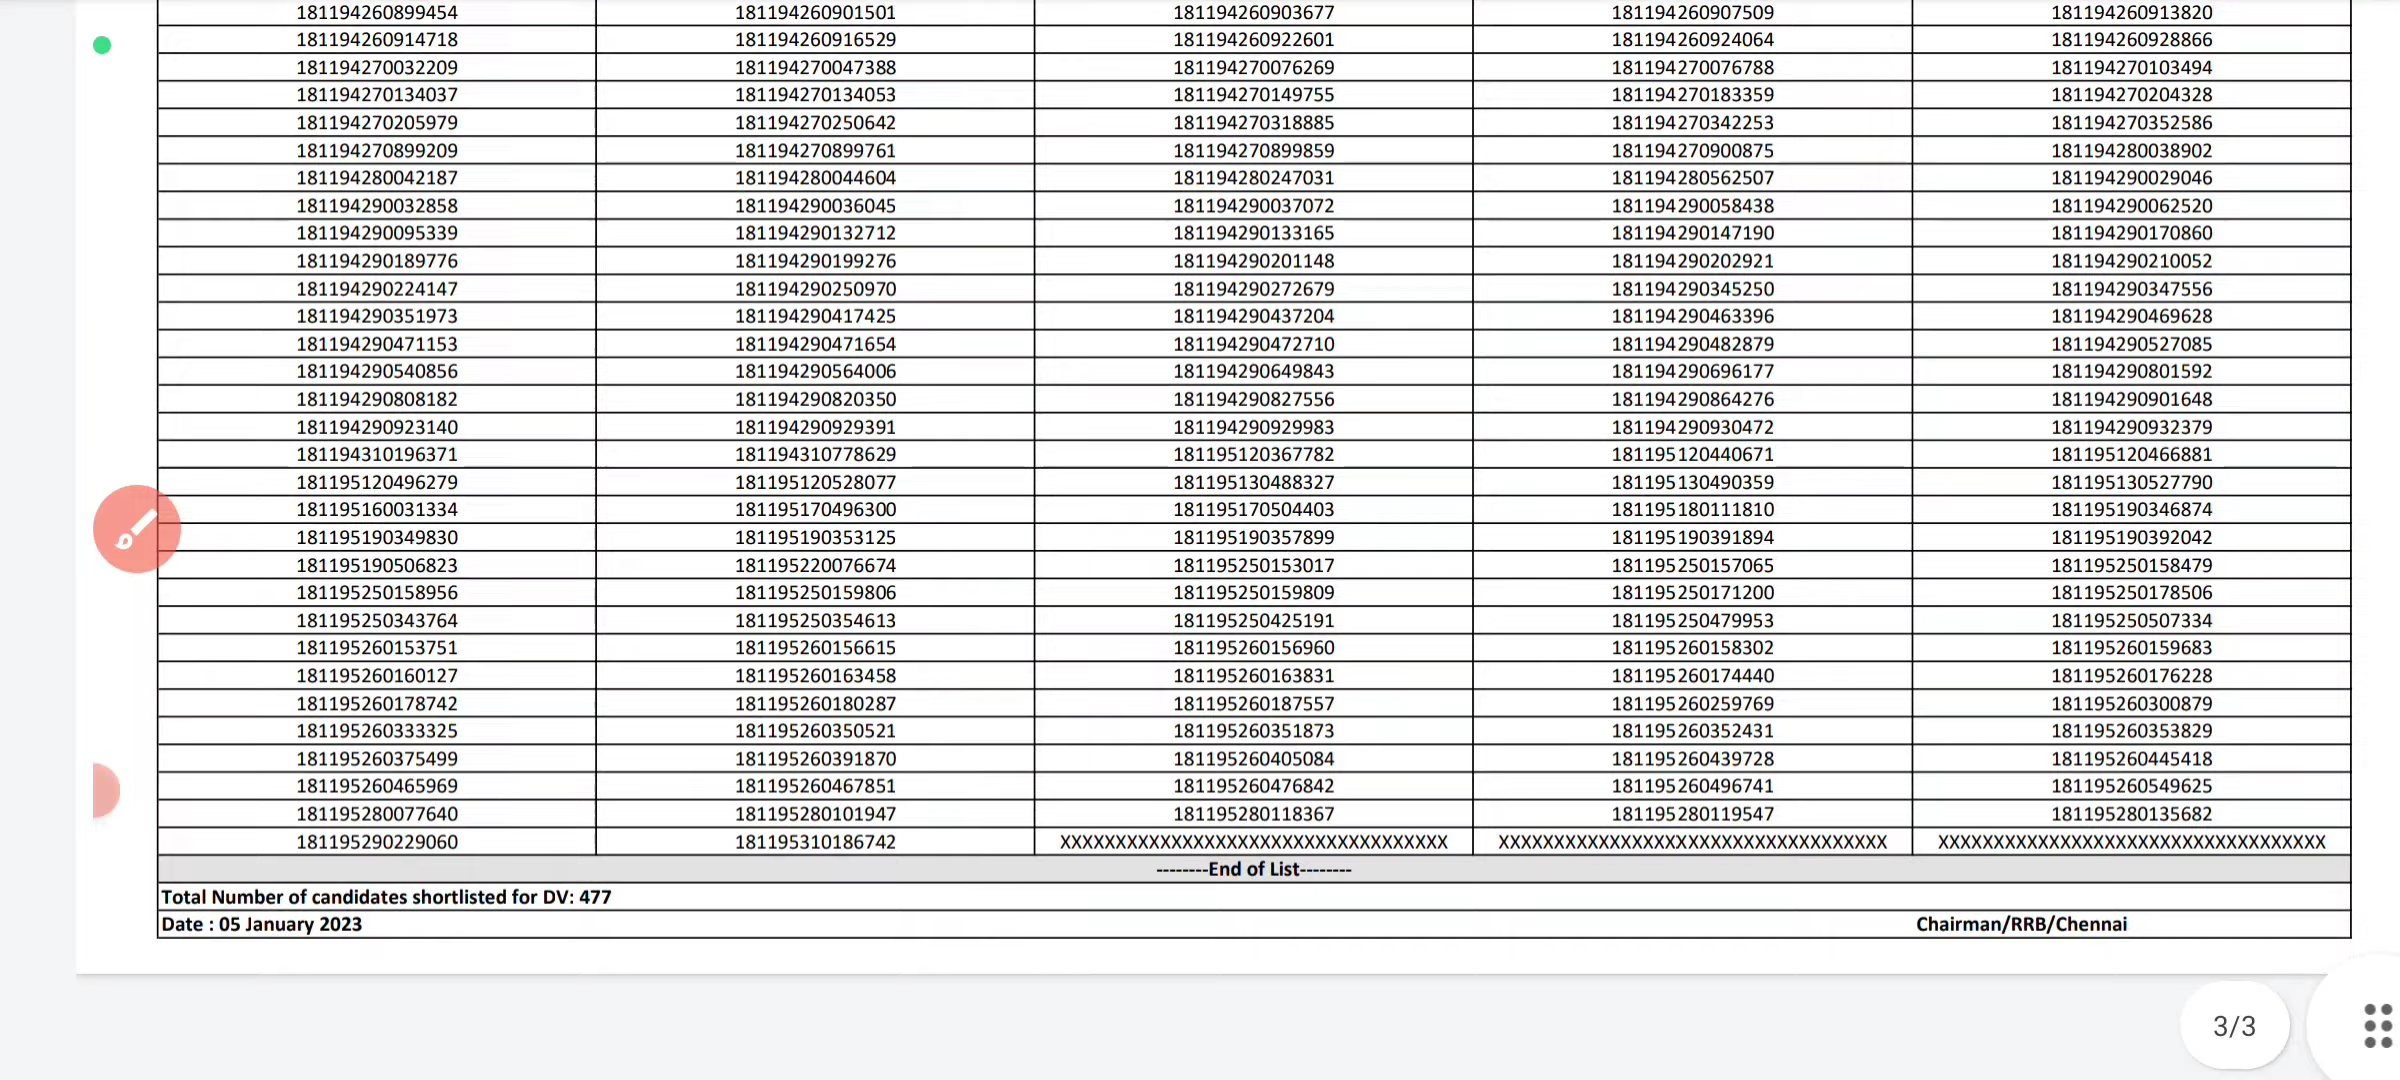 181194260899454 181194260901501 181194260903677 181194260907509 181194260913820
181194260914718 181194260916529 181194260922601 181194260924064 181194260928866
181194270032209 181194270047388 181194270076269 181194270076788 181194270103494
181194270134037 181194270134053 181194270149755 181194270183359 181194270204328
181194270205979 181194270250642 181194270318885 181194270342253 181194270352586
181194270899209 181194270899761 181194270899859 181194270900875 181194280038902
181194280042187 181194280044604 181194280247031 181194280562507 181194290029046
181194290032858 181194290036045 181194290037072 181194290058438 181194290062520
181194290095339 181194290132712 181194290133165 181194290147190 181194290170860
181194290189776 181194290199276 181194290201148 181194290202921 181194290210052
181194290224147 181194290250970 181194290272679 181194290345250 181194290347556
181194290351973 181194290417425 181194290437204 181194290463396 181194290469628
181194290471153 181194290471654 181194290472710 181194290482879 181194290527085
181194290540856 181194290564006 181194290649843 181194290696177 181194290801592
181194290808182 181194290820350 181194290827556 181194290864276 181194290901648
181194290923140 181194290929391 181194290929983 181194290930472 181194290932379
181194310196371 181194310778629 181195120367782 181195120440671 181195120466881
181195120496279 181195120528077 181195130488327 181195130490359 181195130527790
181195160031334 181195170496300 181195170504403 181195180111810 181195190346874
181195190349830 181195190353125 181195190357899 181195190391894 181195190392042
181195190506823 181195220076674 181195250153017 181195250157065 181195250158479
181195250158956 181195250159806 181195250159809 181195250171200 181195250178506
181195250343764 181195250354613 181195250425191 181195250479953 181195250507334
181195260153751 181195260156615 181195260156960 181195260158302 181195260159683
181195260160127 181195260163458 181195260163831 181195260174440 181195260176228
181195260178742 181195260180287 181195260187557 181195260259769 181195260300879
181195260333325 181195260350521 181195260351873 181195260352431 181195260353829
181195260375499 181195260391870 181195260405084 181195260439728 181195260445418
181195260465969 181195260467851 181195260476842 181195260496741 181195260549625
181195280077640 181195280101947 181195280118367 181195280119547 181195280135682
181195290229060 181195310186742 XXXXXXXXXXXXXXXXXXXXXXXXXXXXXXXXXXX XXXXXXXXXXXXXXXXXXXXXXXXXXXXXXXXXXX XXXXXXXXXXXXXXXXXXXXXXXXXXXXXXXXXXX
--------End of List--------
Total Number of candidates shortlisted for DV: 477
Date : 05 January 2023 Chairman/RRB/Chennai
3/3